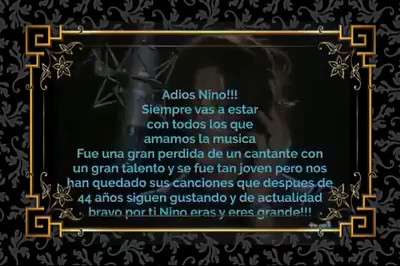 Adios Nino!!!
Siempre vas a estar
con todos los que
amamos la musica
Fue una gran perdida de un cantante con
un gran talento y se fue tan joven pero nos
han quedado sus canciones que despues de
44 años siguen gustando y de actualidad
bravo por ti Nino eras y eres grande!!!